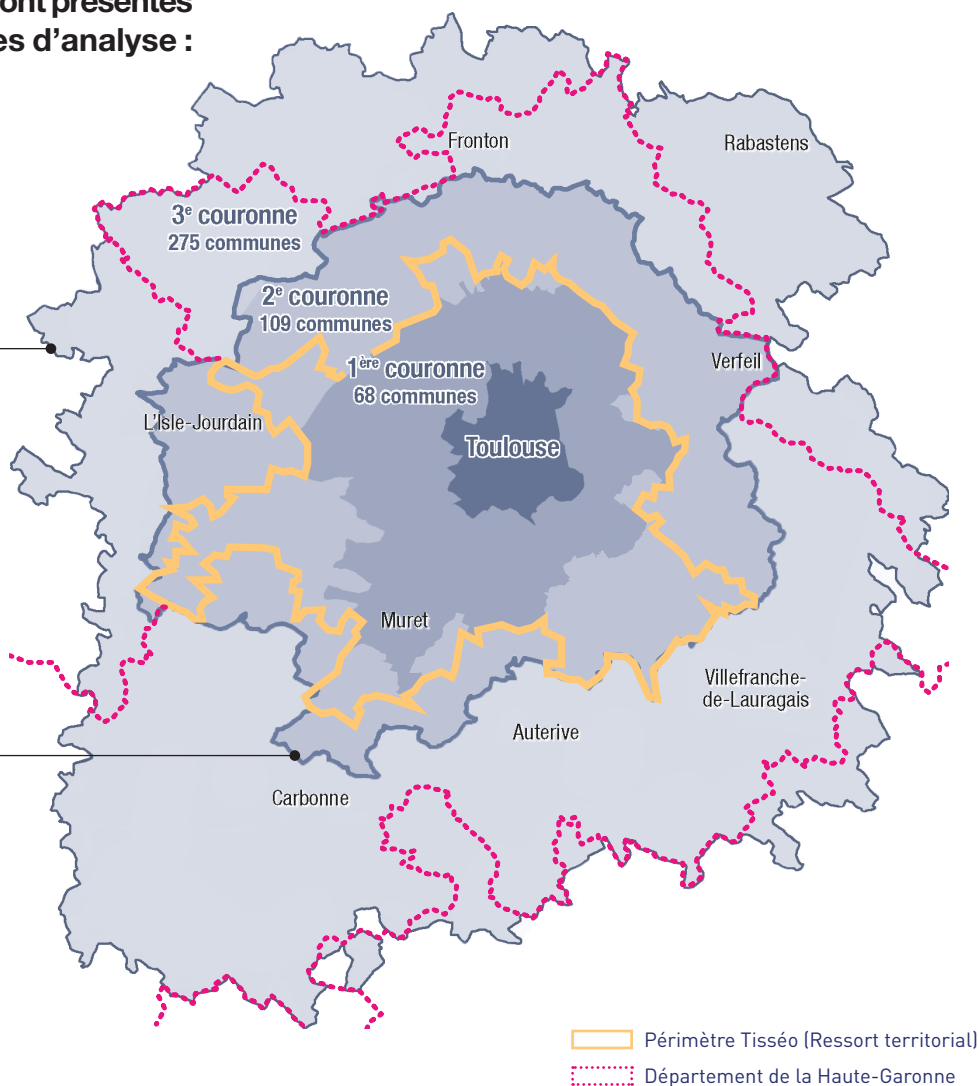 ont présentés
es d'analyse :
Fronton
Rabastens
3e couronne
275 communes
2e couronne
109 communes
Verfeil
1ère couronne
68 communes
L'Isle-Jourdain
Toulouse
Muret
Villefranche-
de-Lauragais
Auterive
Carbonne
Périmètre Tisséo (Ressort territorial)
Département de la Haute-Garonne